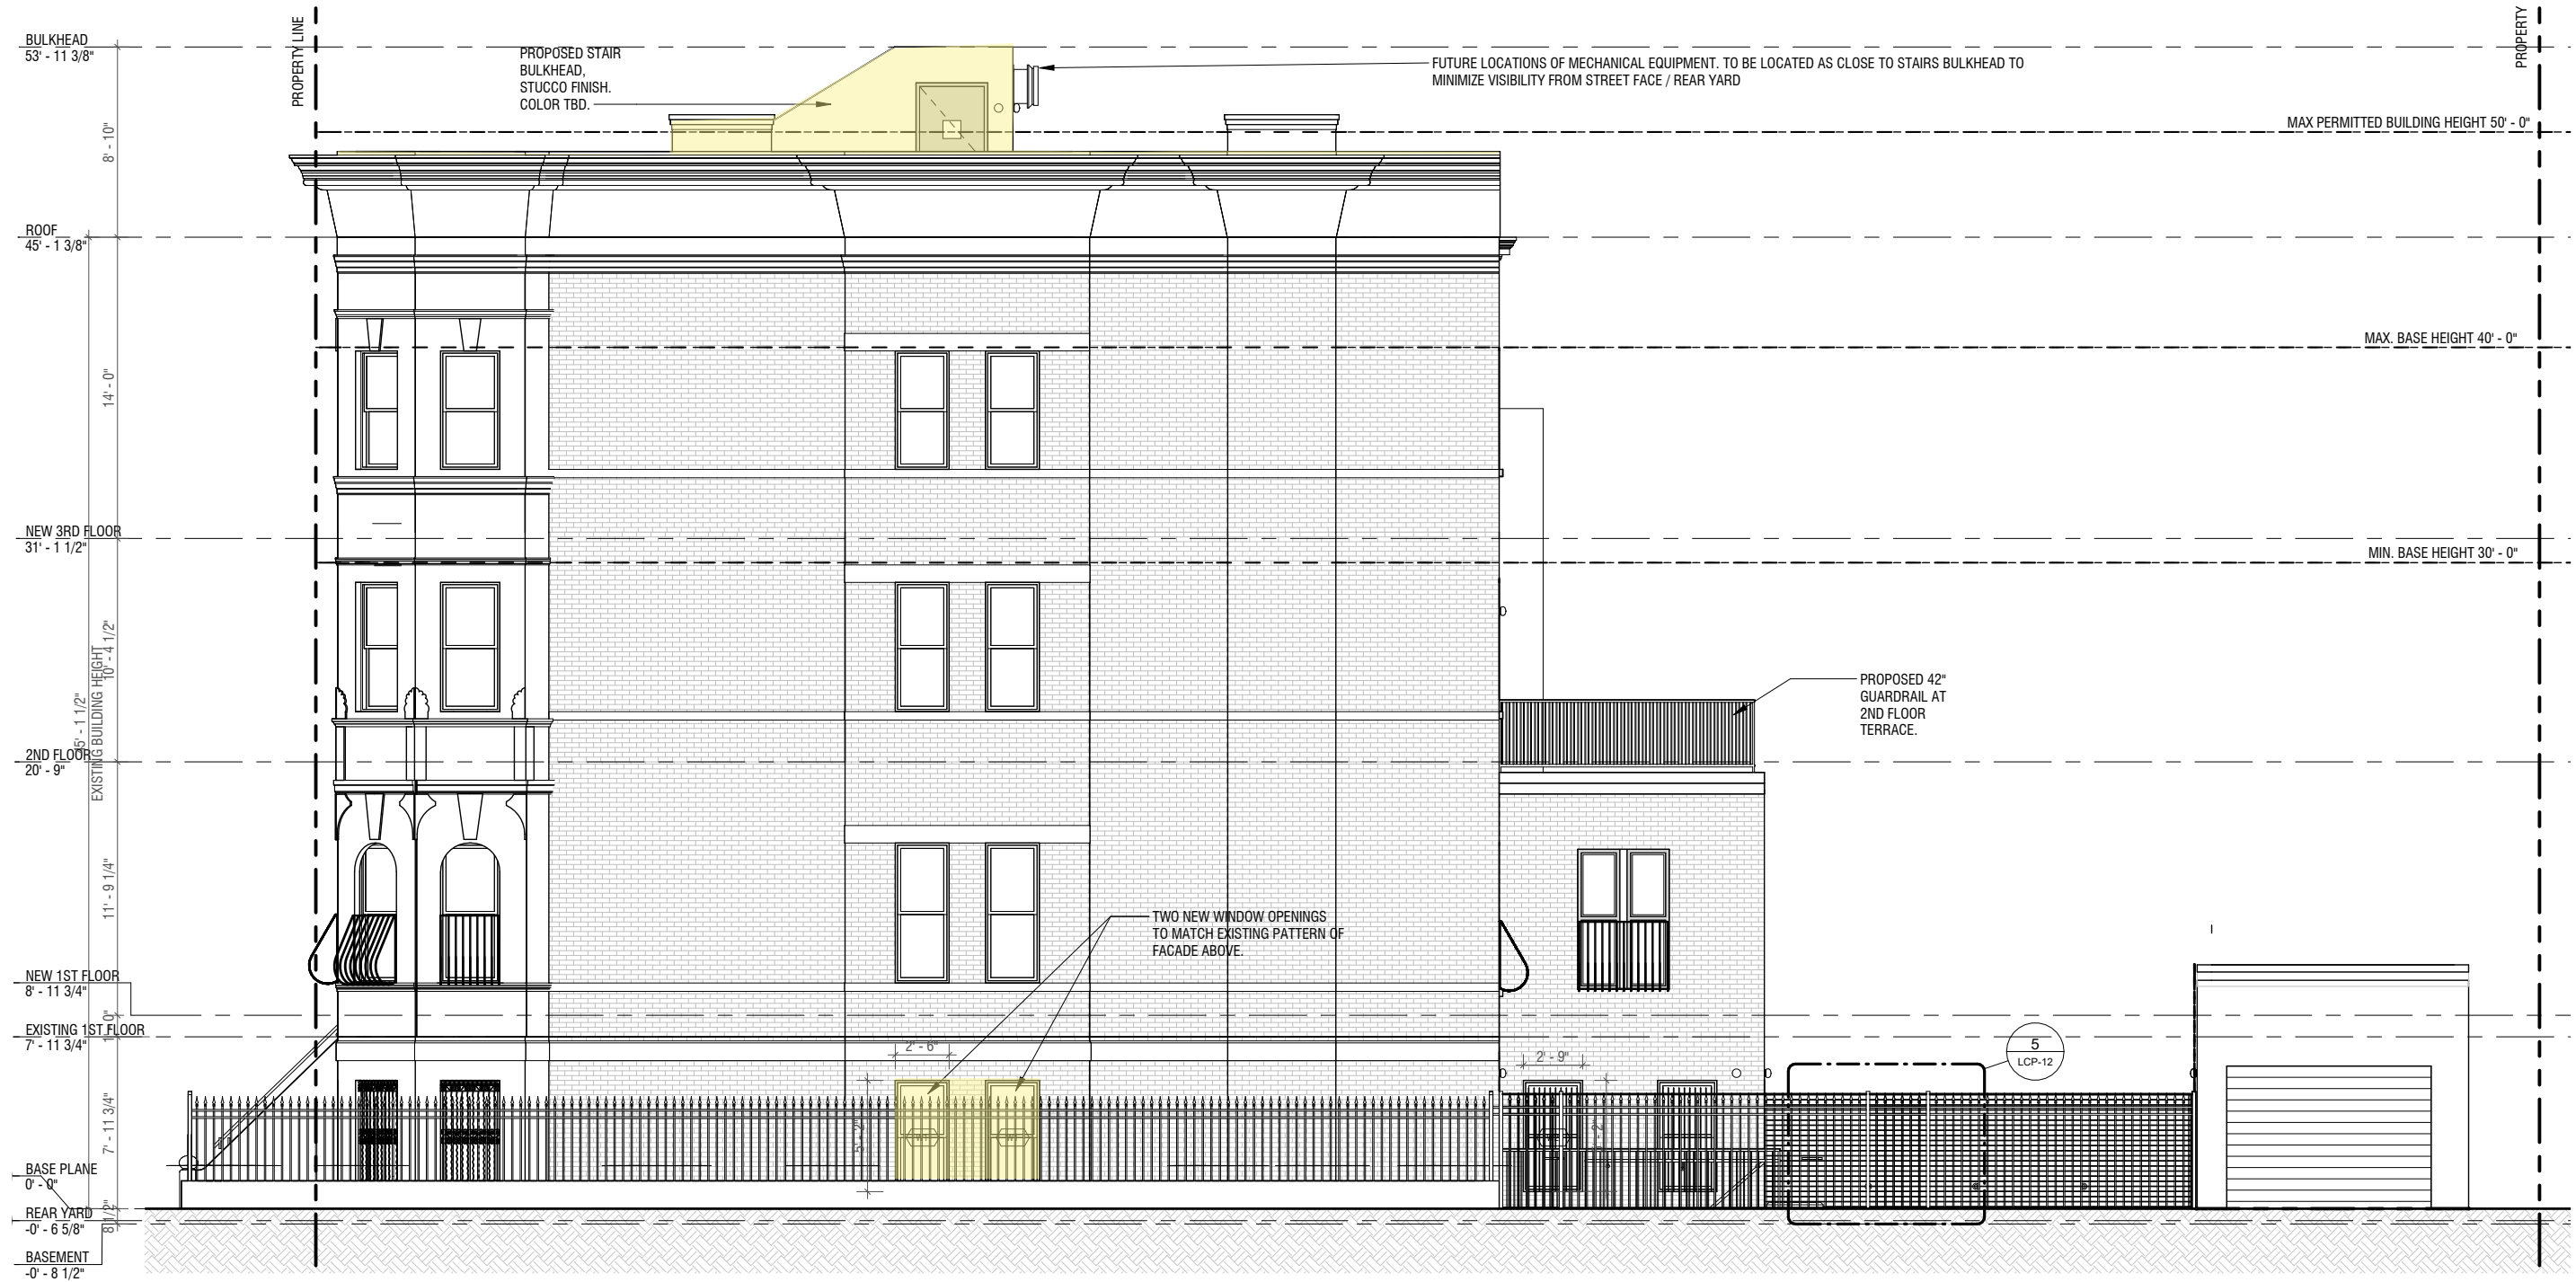 BULKHEAD
53' - 11 3/8"
PROPERTY LINE
PROPOSED STAIR
BULKHEAD,
STUCCO FINISH.
COLOR TBD.
FUTURE LOCATIONS OF MECHANICAL EQUIPMENT. TO BE LOCATED AS CLOSE TO STAIRS BULKHEAD TO
MINIMIZE VISIBILITY FROM STREET FACE / REAR YARD
PROPERTY
MAX PERMITTED BUILDING HEIGHT 50' - 0"
8' - 10"
ROOF
45' - 1 3/8"
MAX. BASE HEIGHT 40' - 0"
14' - 0"
NEW 3RD FLOOR
31' - 1 1/2"
MIN. BASE HEIGHT 30' - 0"
10' - 4 1/2"
EXISTING BUILDING HEIGHT
PROPOSED 42"
GUARDRAIL AT
2ND FLOOR
TERRACE.
2ND FLOOR
20' - 9"
11' - 9 1/4"
TWO NEW WINDOW OPENINGS
TO MATCH EXISTING PATTERN OF
FACADE ABOVE.
NEW 1ST FLOOR
8' - 11 3/4"
EXISTING 1ST FLOOR
7' - 11 3/4"
2' - 6"
2' - 9"
5
LCP-12
7' - 11 3/4"
BASE PLANE
0' - 0"
REAR YARD
-0' - 6 5/8"
8 1/2"
BASEMENT
-0' - 8 1/2"